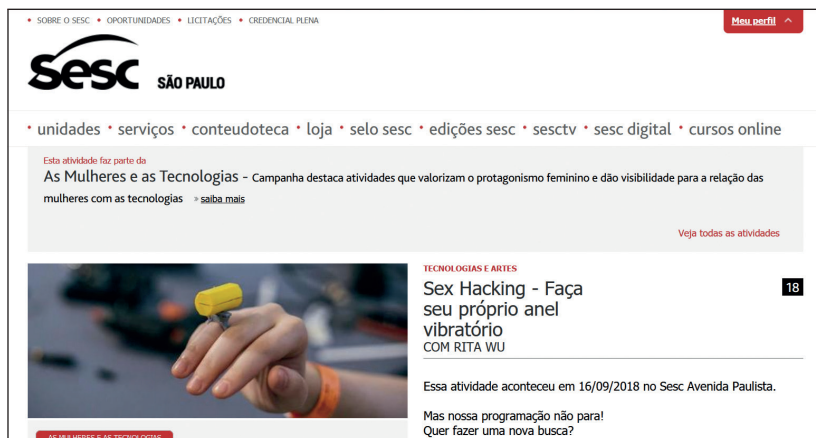 • SOBRE O SESC • OPORTUNIDADES • LICITAÇÕES • CREDENCIAL PLENA
Meu perfil
Sesc SÃO PAULO
• unidades • serviços • conteudoteca • loja • selo sesc • edições sesc • sesctv • sesc digital • cursos online
Esta atividade faz parte da
As Mulheres e as Tecnologias - Campanha destaca atividades que valorizam o protagonismo feminino e dão visibilidade para a relação das
mulheres com as tecnologias » saiba mais
Veja todas as atividades
TECNOLOGIAS E ARTES
Sex Hacking - Faça
18
seu próprio anel
vibratório
COM RITA WU
Essa atividade aconteceu em 16/09/2018 no Sesc Avenida Paulista.
Mas nossa programação não para!
Quer fazer uma nova busca?
AS MULHERES E AS TECNOLOGIAS